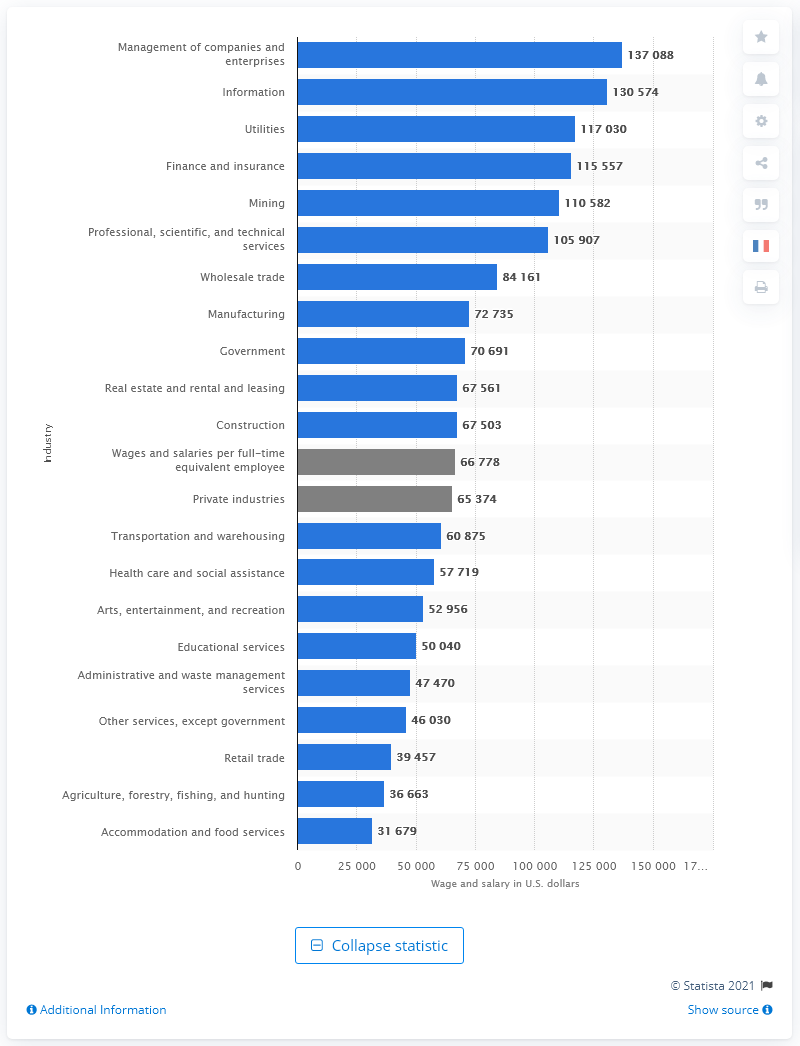 Management of companies and
enterprises
137 088
Information
130 574
Utilities
117 030
Finance and insurance
115 557
Mining
110 582
Professional, scientific, and technical
services
105 907
Wholesale trade
84 161
Manufacturing
72 735
Government
70 691
Real estate and rental and leasing
67 561
Construction
67 503
Wages and salaries per full-time
equivalent employee
66 778
Private industries
65 374
Transportation and warehousing
60 875
Health care and social assistance
57 719
Arts, entertainment, and recreation
52 956
Educational services
50 040
Administrative and waste management
services
47 470
Other services, except government
46 030
Retail trade
39 457
Agriculture, forestry, fishing, and hunting
36 663
Accommodation and food services
31 679
Industry
0 25 000 50 000 75 000 100 000 125 000 150 000 17...
Wage and salary in U.S. dollars
Collapse statistic
© Statista 2021
Additional Information
Show source